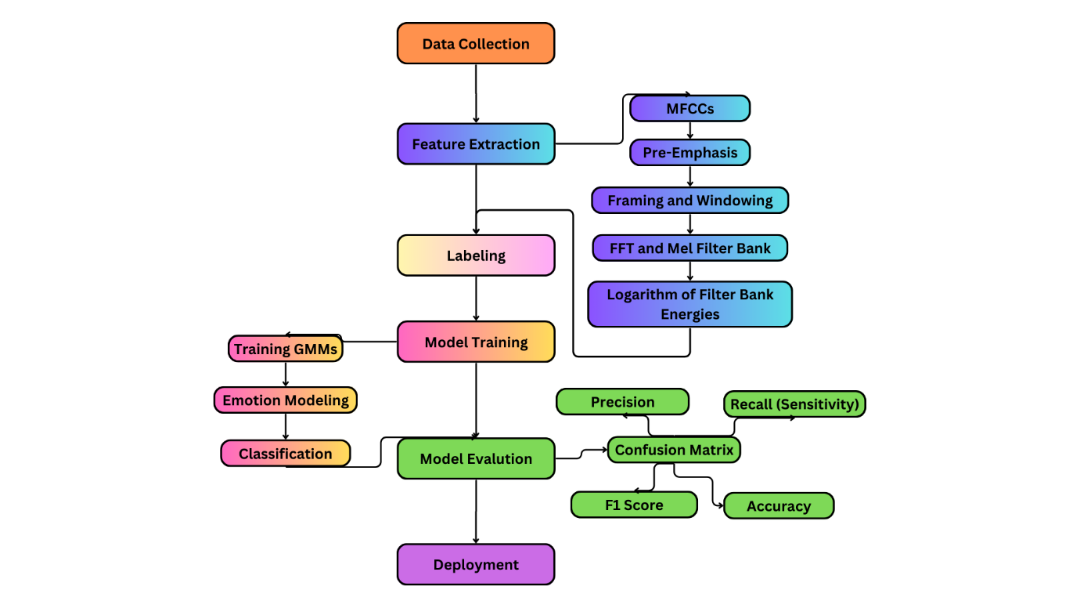 Data Collection
MFCCs
Feature Extraction
Pre-Emphasis
Framing and Windowing
FFT and Mel Filter Bank
Labeling
Logarithm of Filter Bank
Energies
Model Training
Training GMMs
Emotion Modeling
Classification
Model Evalution
Precision
Recall (Sensitivity)
Confusion Matrix
F1 Score
Accuracy
Deployment